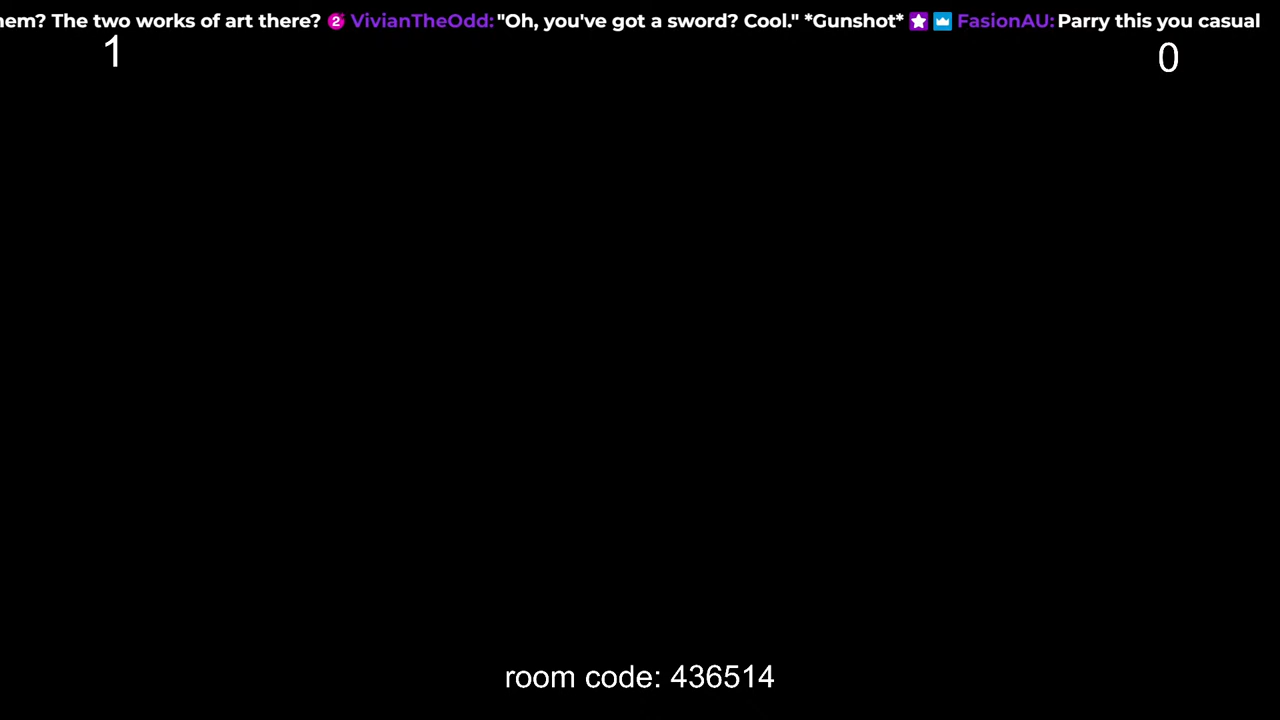 The two works of art there? 2 VivianTheOdd: "Oh, you've got a sword? Cool." *Gunshot* FasionAU: Parry this you casual
1
0
room code: 436514